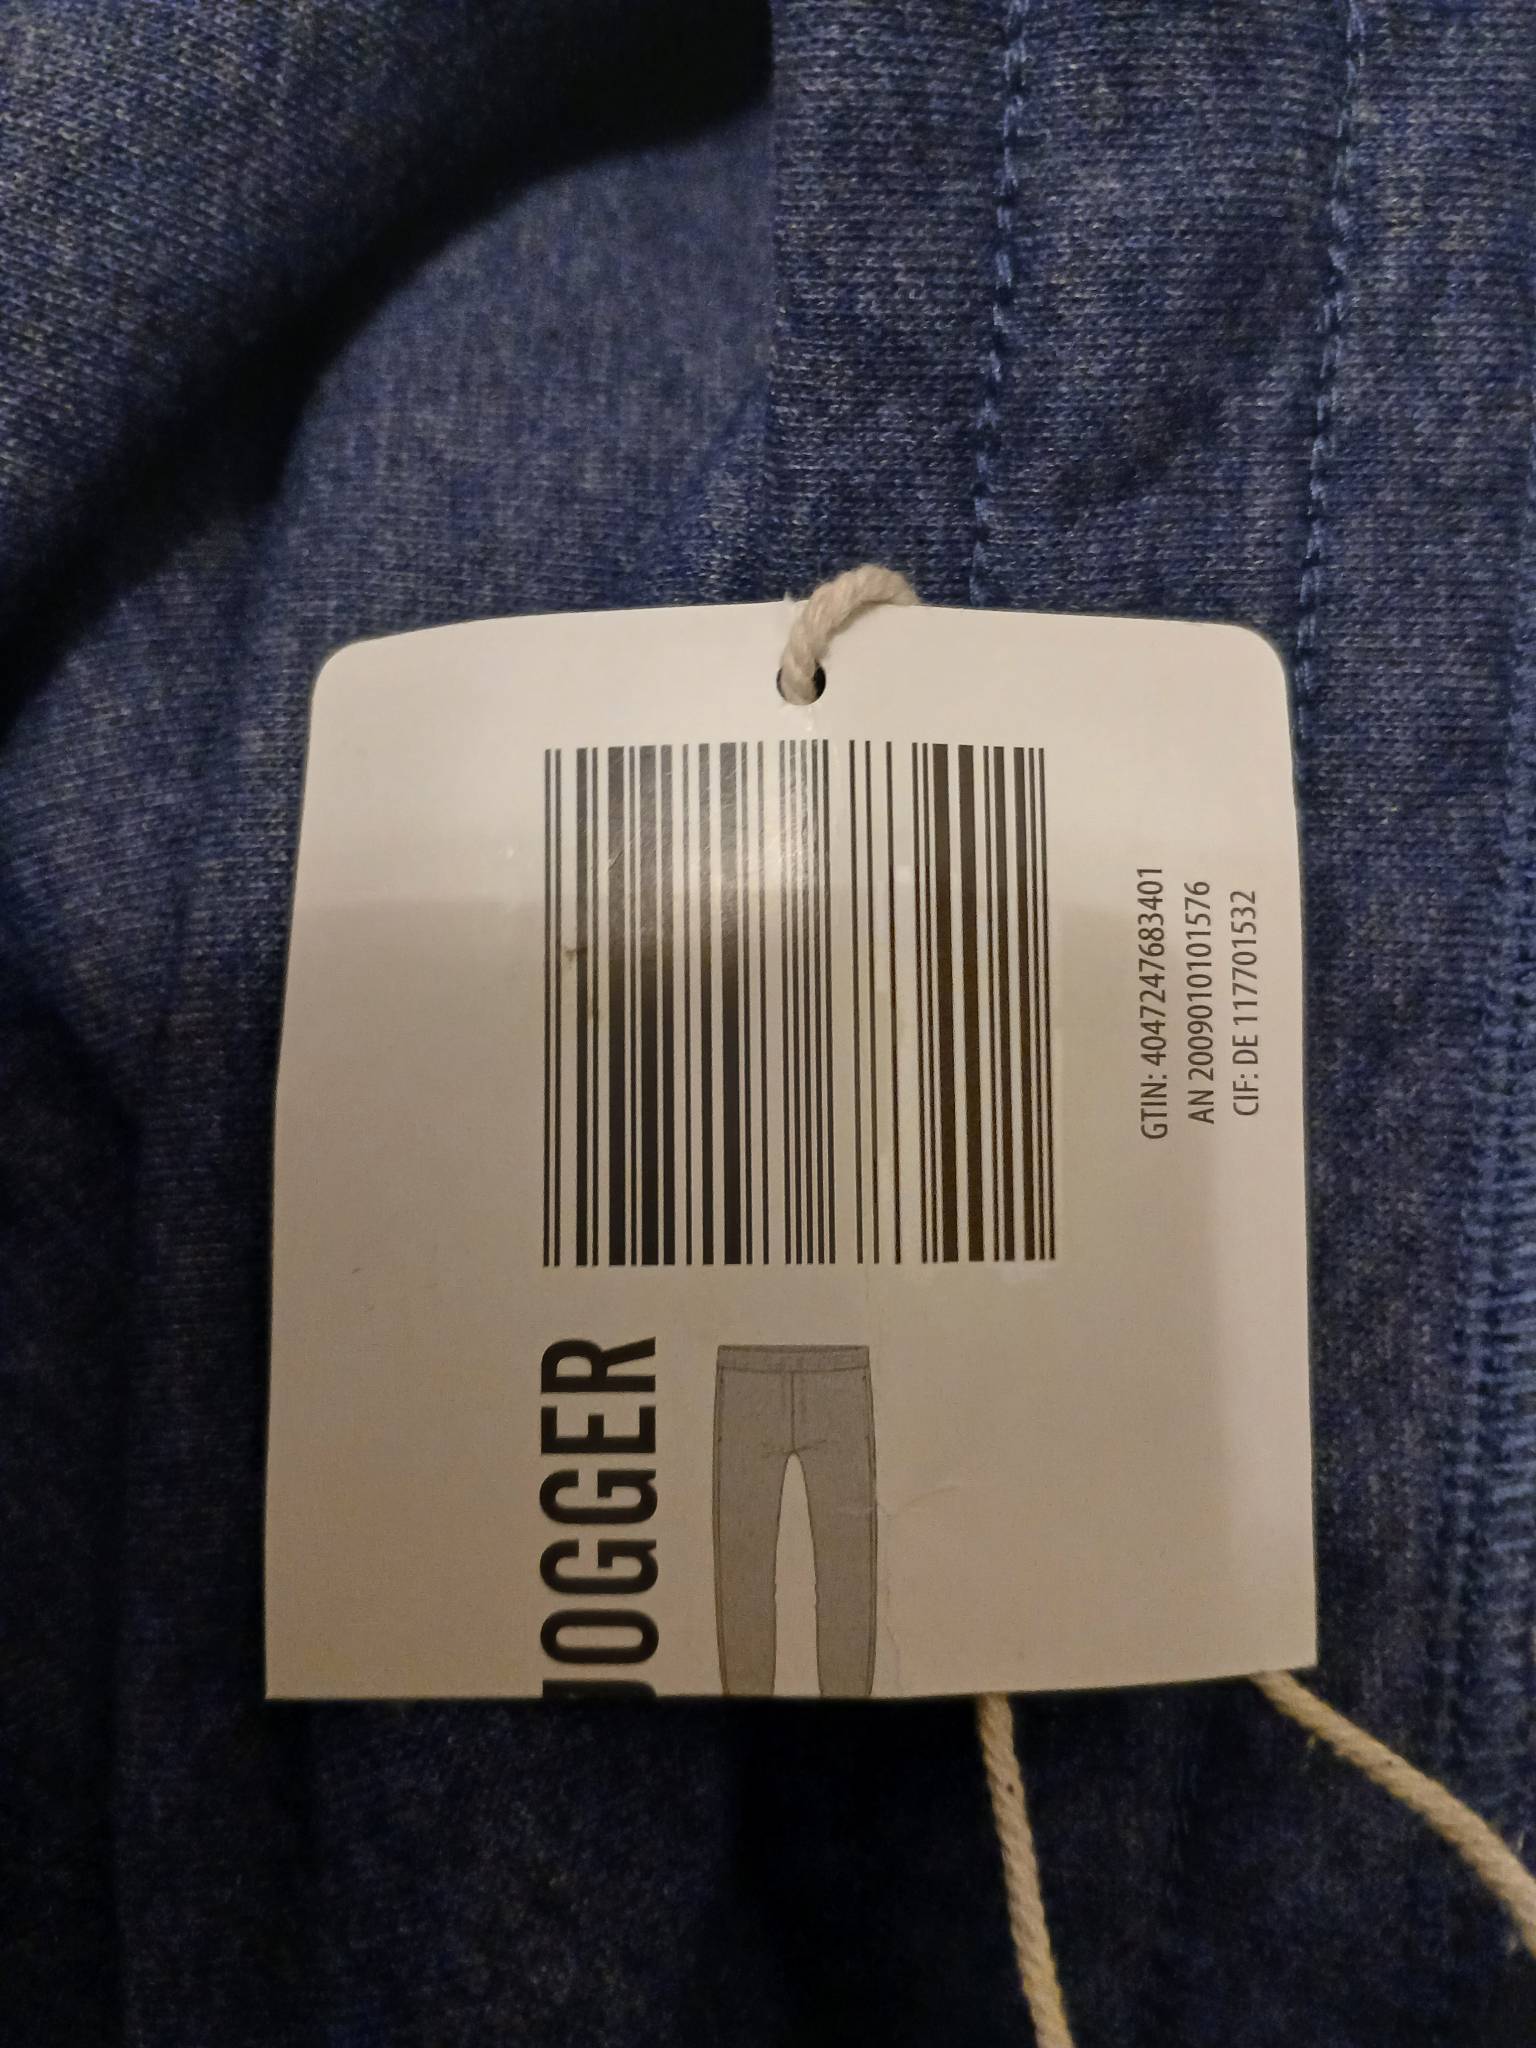 JOGGER
GTIN: 4047247683401
AN 2009010101576
CIF: DE 117701532